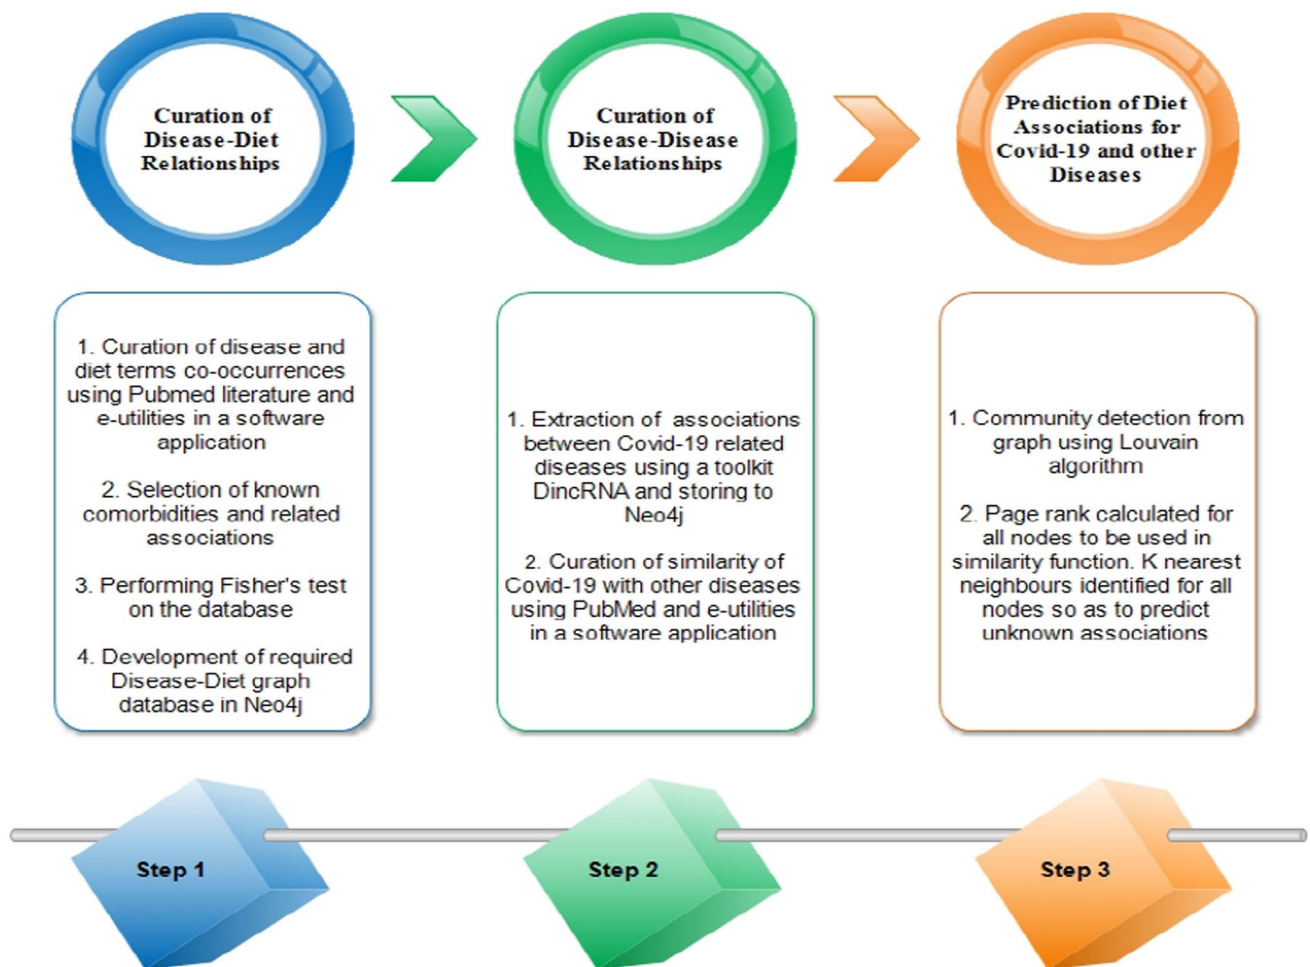 Curation of
Disease-Diet
Relationships
Curation of
Disease-Disease
Relationships
Prediction of Diet
Associations for
Covid-19 and other
Diseases
1. Curation of disease and
diet terms co-occurrences
using Pubmed literature and
e-utilities in a software
application
2. Selection of known
comorbidities and related
associations
3. Performing Fisher's test
on the database
4. Development of required
Disease-Diet graph
database in Neo4j
1. Extraction of associations
between Covid-19 related
diseases using a toolkit
DincRNA and storing to
Neo4j
2. Curation of similarity of
Covid-19 with other diseases
using PubMed and e-utilities
in a software application
1. Community detection from
graph using Louvain
algorithm
2. Page rank calculated for
all nodes to be used in
similarity function. K nearest
neighbours identified for all
nodes so as to predict
unknown associations
Step 1
Step 2
Step 3